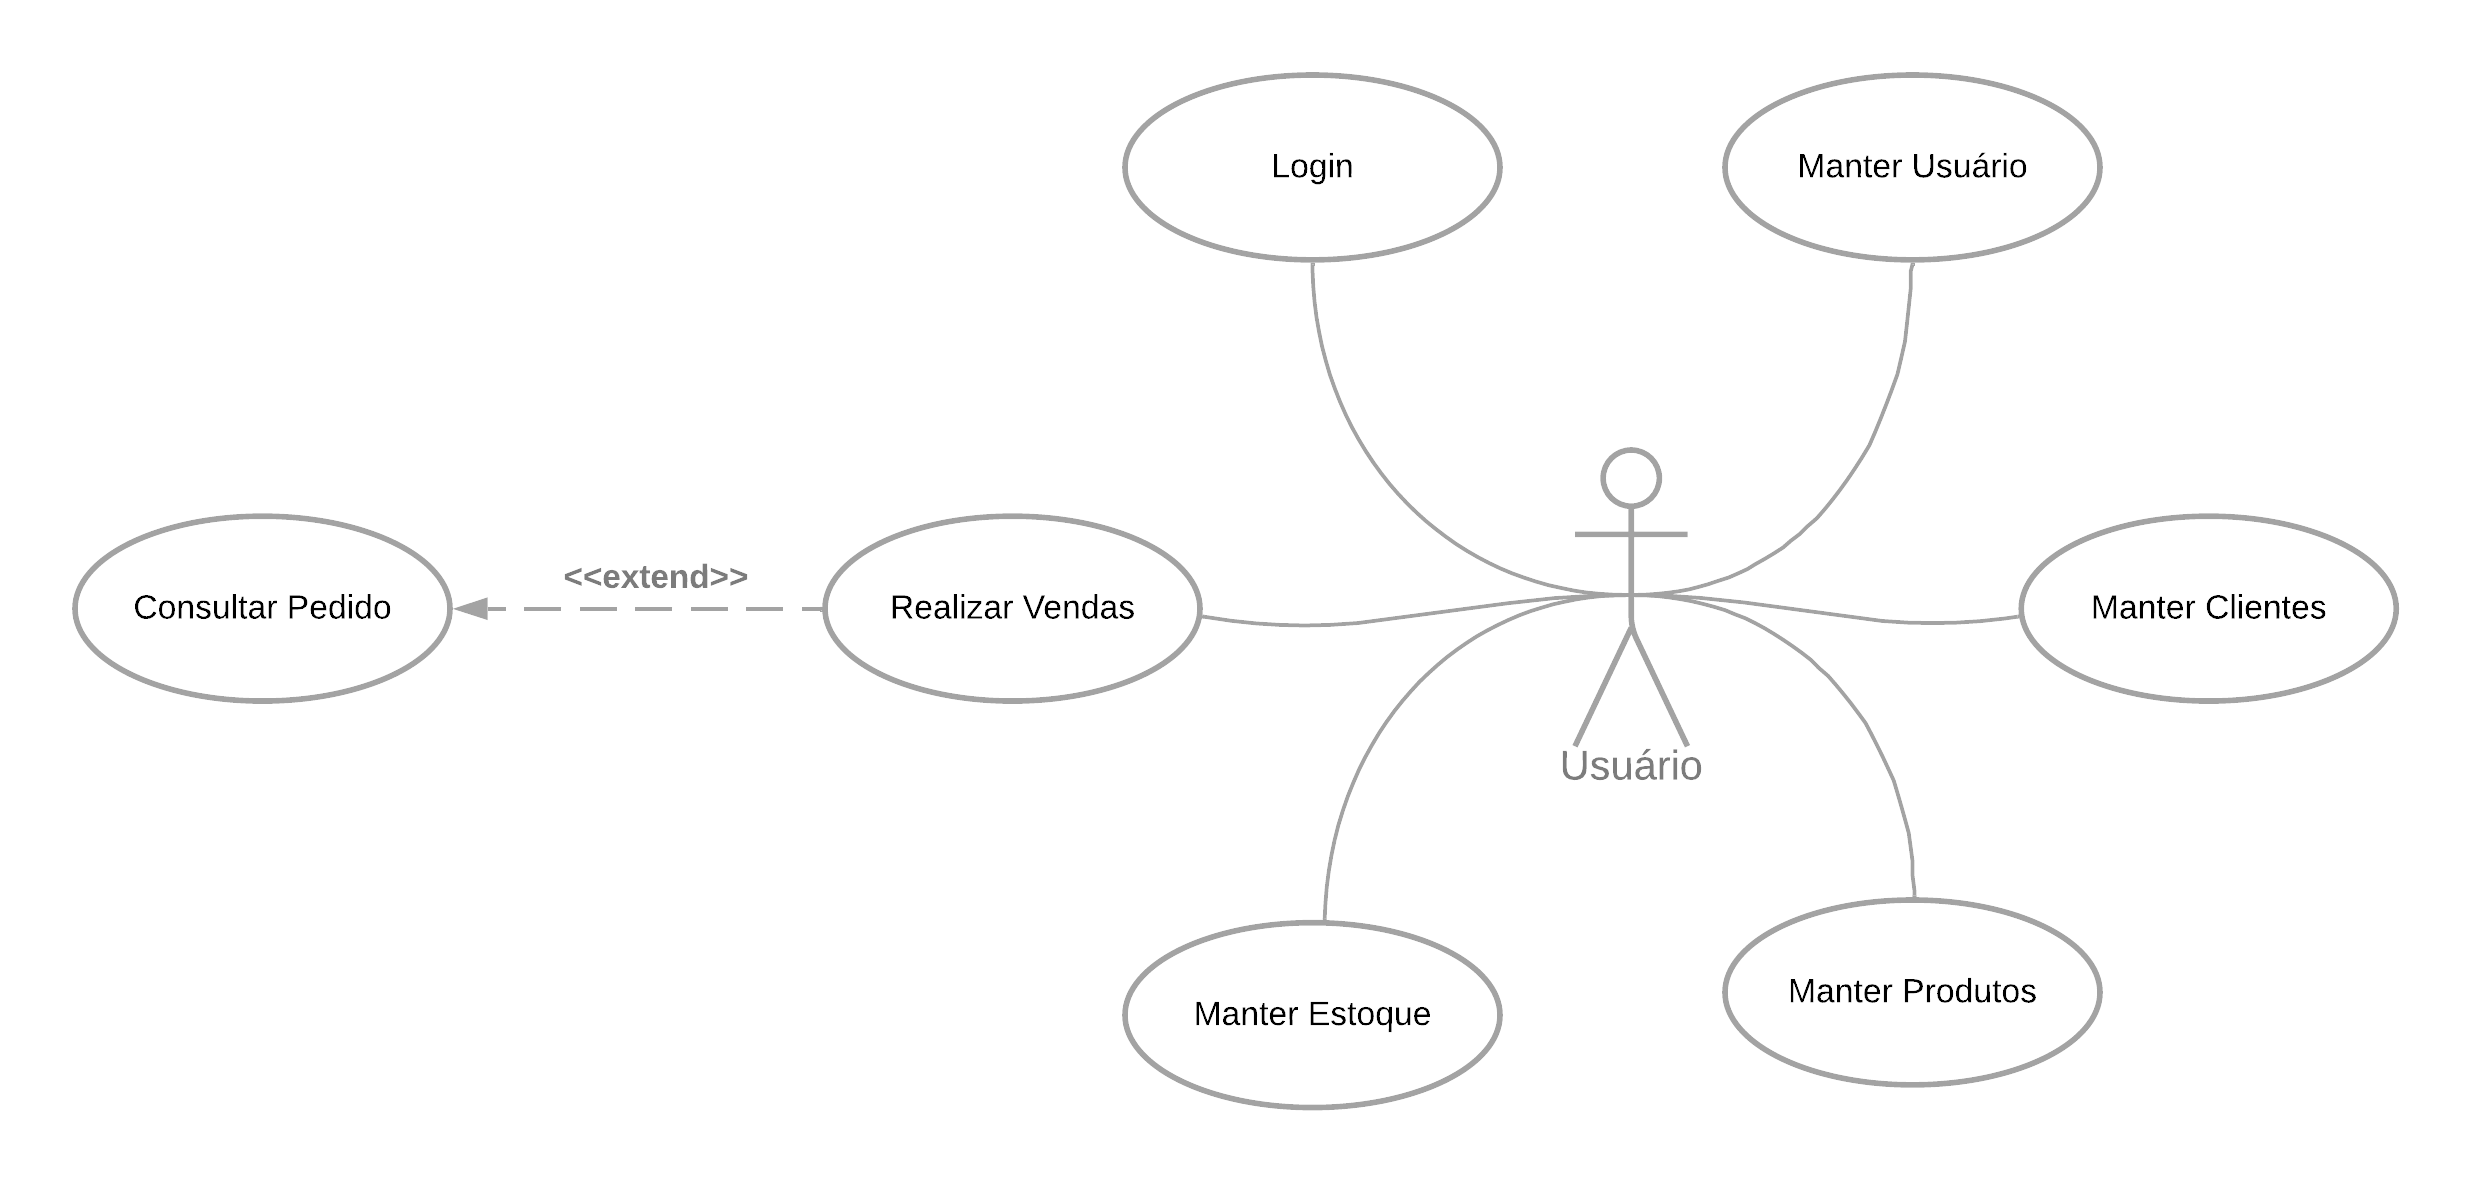 Login
Manter Usuário
<<extend>>
Consultar Pedido
Realizar Vendas
Manter Clientes
Usuário
Manter Estoque
Manter Produtos